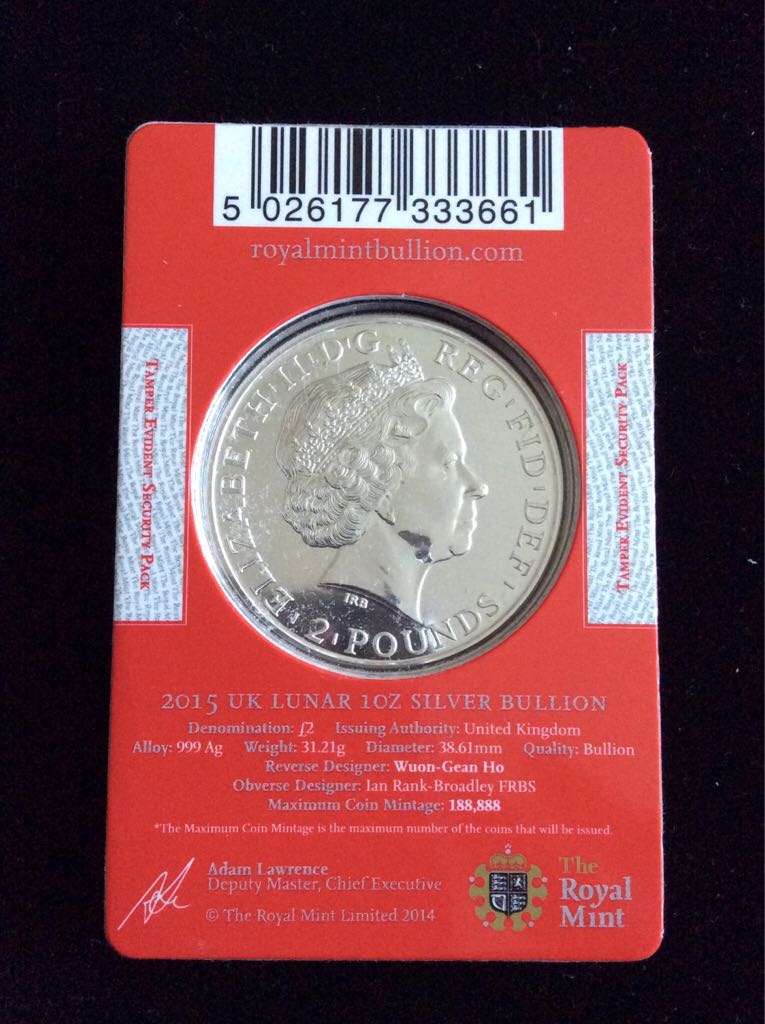 5 026177 333661
royalmintbullion.com
ELIZABETH·II·D·G· REG·FID·DEF·
2·POUNDS
IRB
TAMPER EVIDENT SECURITY PACK
TAMPER EVIDENT SECURITY PACK
2015 UK LUNAR 1OZ SILVER BULLION
Denomination: £2 Issuing Authority: United Kingdom
Alloy: 999 Ag Weight: 31.21g Diameter: 38.61mm Quality: Bullion
Reverse Designer: Wuon-Gean Ho
Obverse Designer: Ian Rank-Broadley FRBS
Maximum Coin Mintage: 188,888
*The Maximum Coin Mintage is the maximum number of the coins that will be issued.
Adam Lawrence
Deputy Master, Chief Executive
© The Royal Mint Limited 2014
The
Royal
Mint